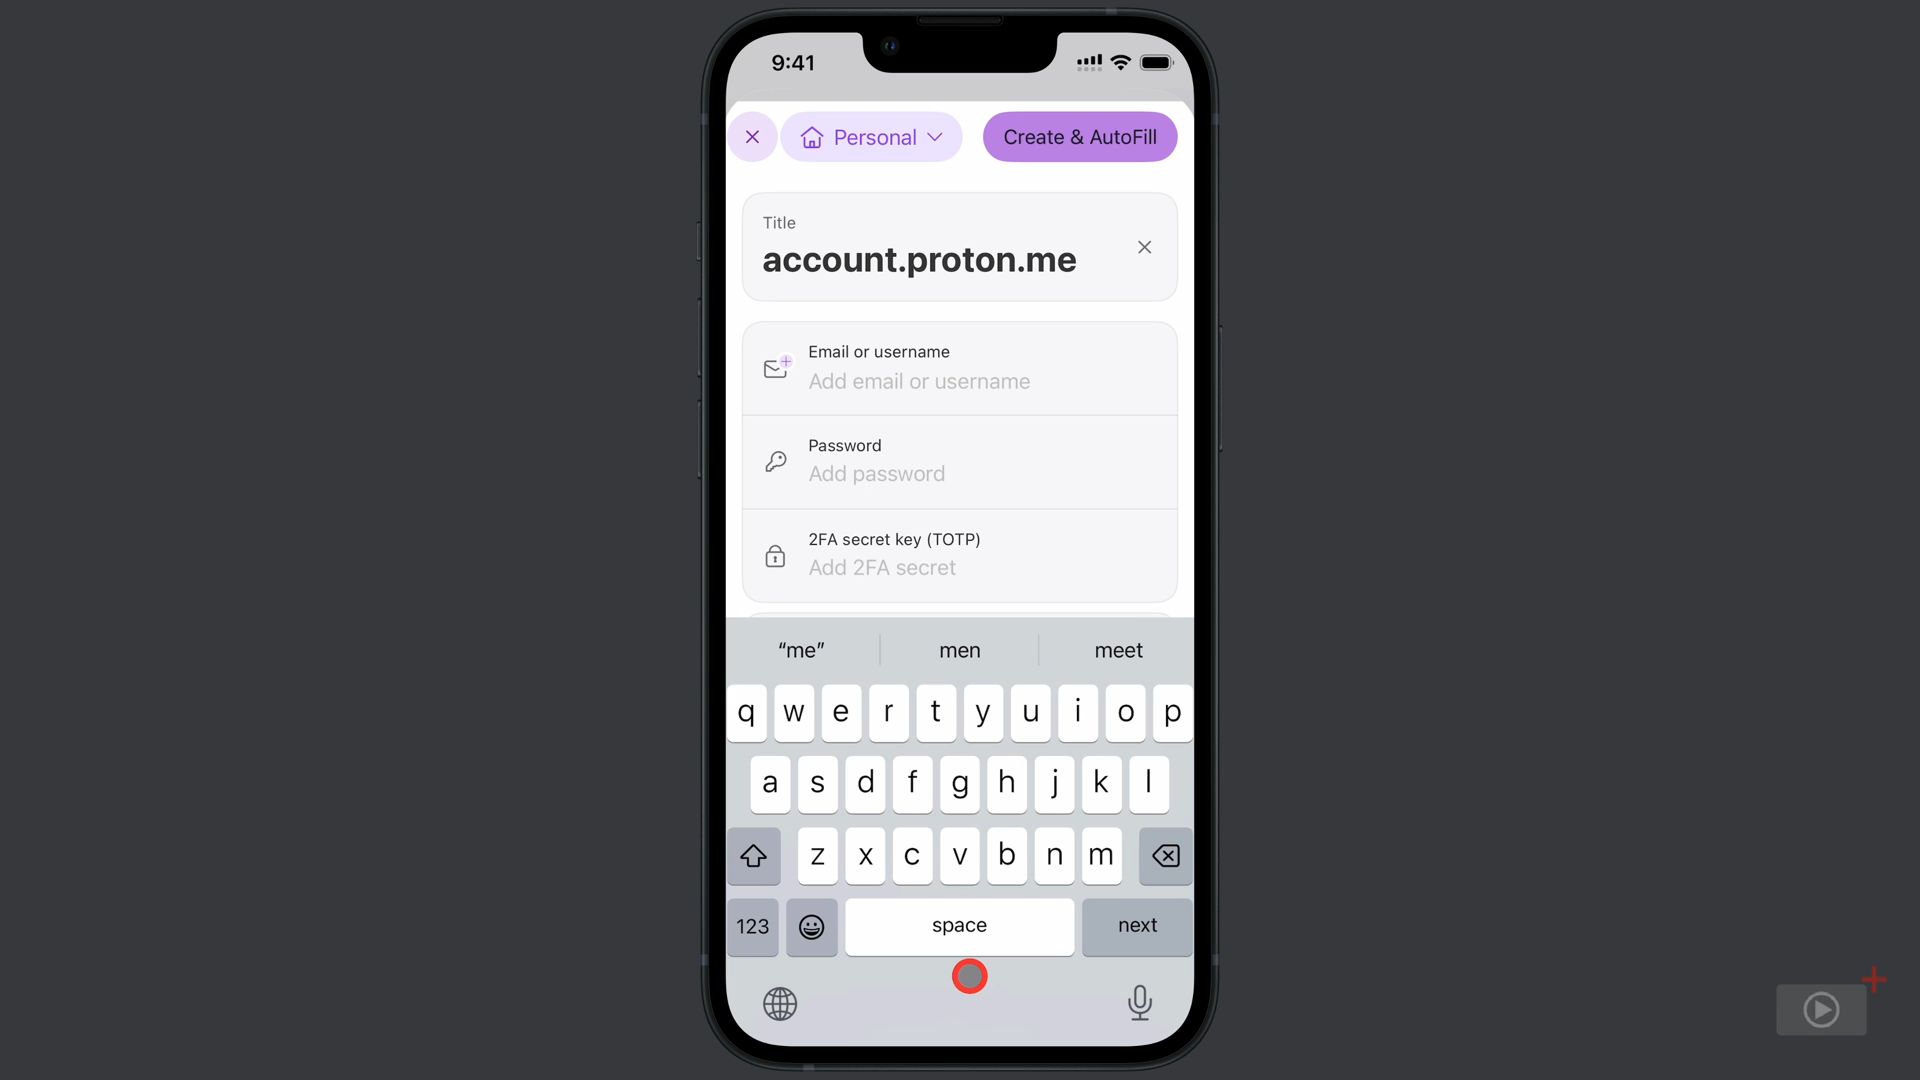 9:41
Personal
Create & AutoFill
Title
account.proton.me
Email or username
Add email or username
Password
Add password
2FA secret key (TOTP)
Add 2FA secret
“me” men meet
q w e r t y u i o p
a s d f g h j k l
z x c v b n m
123 space next